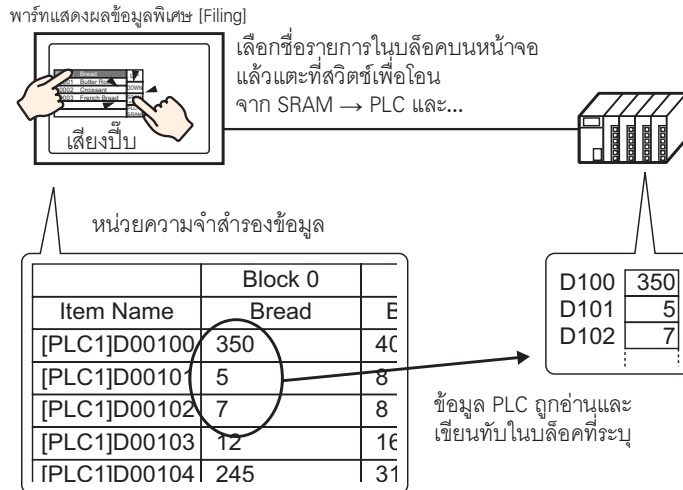 พาร์ทแสดงผลข้อมูลพิเศษ [Filing]
เลือกชื่อรายการในบล็อคบนหน้าจอ
แล้วแตะที่สวิตช์เพื่อโอน
จาก SRAM → PLC และ...
Bread
Butter Ro
0002 Croissant
0003 French Bread
DOWN
SRAM
เสียงปี๊บ
หน่วยความจำสำรองข้อมูล
Block 0
Item Name Bread B
[PLC1]D00100 350 40
[PLC1]D00101 5 8
[PLC1]D00102 7 8
[PLC1]D00103 12 16
[PLC1]D00104 245 31
D100 350
D101 5
D102 7
ข้อมูล PLC ถูกอ่านและ
เขียนทับในบล็อคที่ระบุ